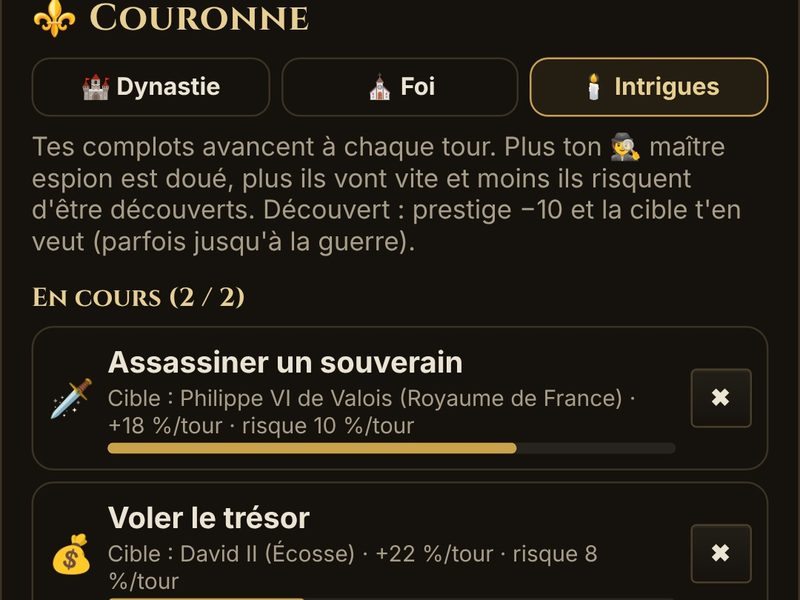 Couronne
Dynastie
Foi
Intrigues
Tes complots avancent à chaque tour. Plus ton maître
espion est doué, plus ils vont vite et moins ils risquent
d'être découverts. Découvert : prestige −10 et la cible t'en
veut (parfois jusqu'à la guerre).
En cours (2 / 2)
Assassiner un souverain
Cible : Philippe VI de Valois (Royaume de France) ·
+18 %/tour · risque 10 %/tour
Voler le trésor
Cible : David II (Écosse) · +22 %/tour · risque 8
%/tour